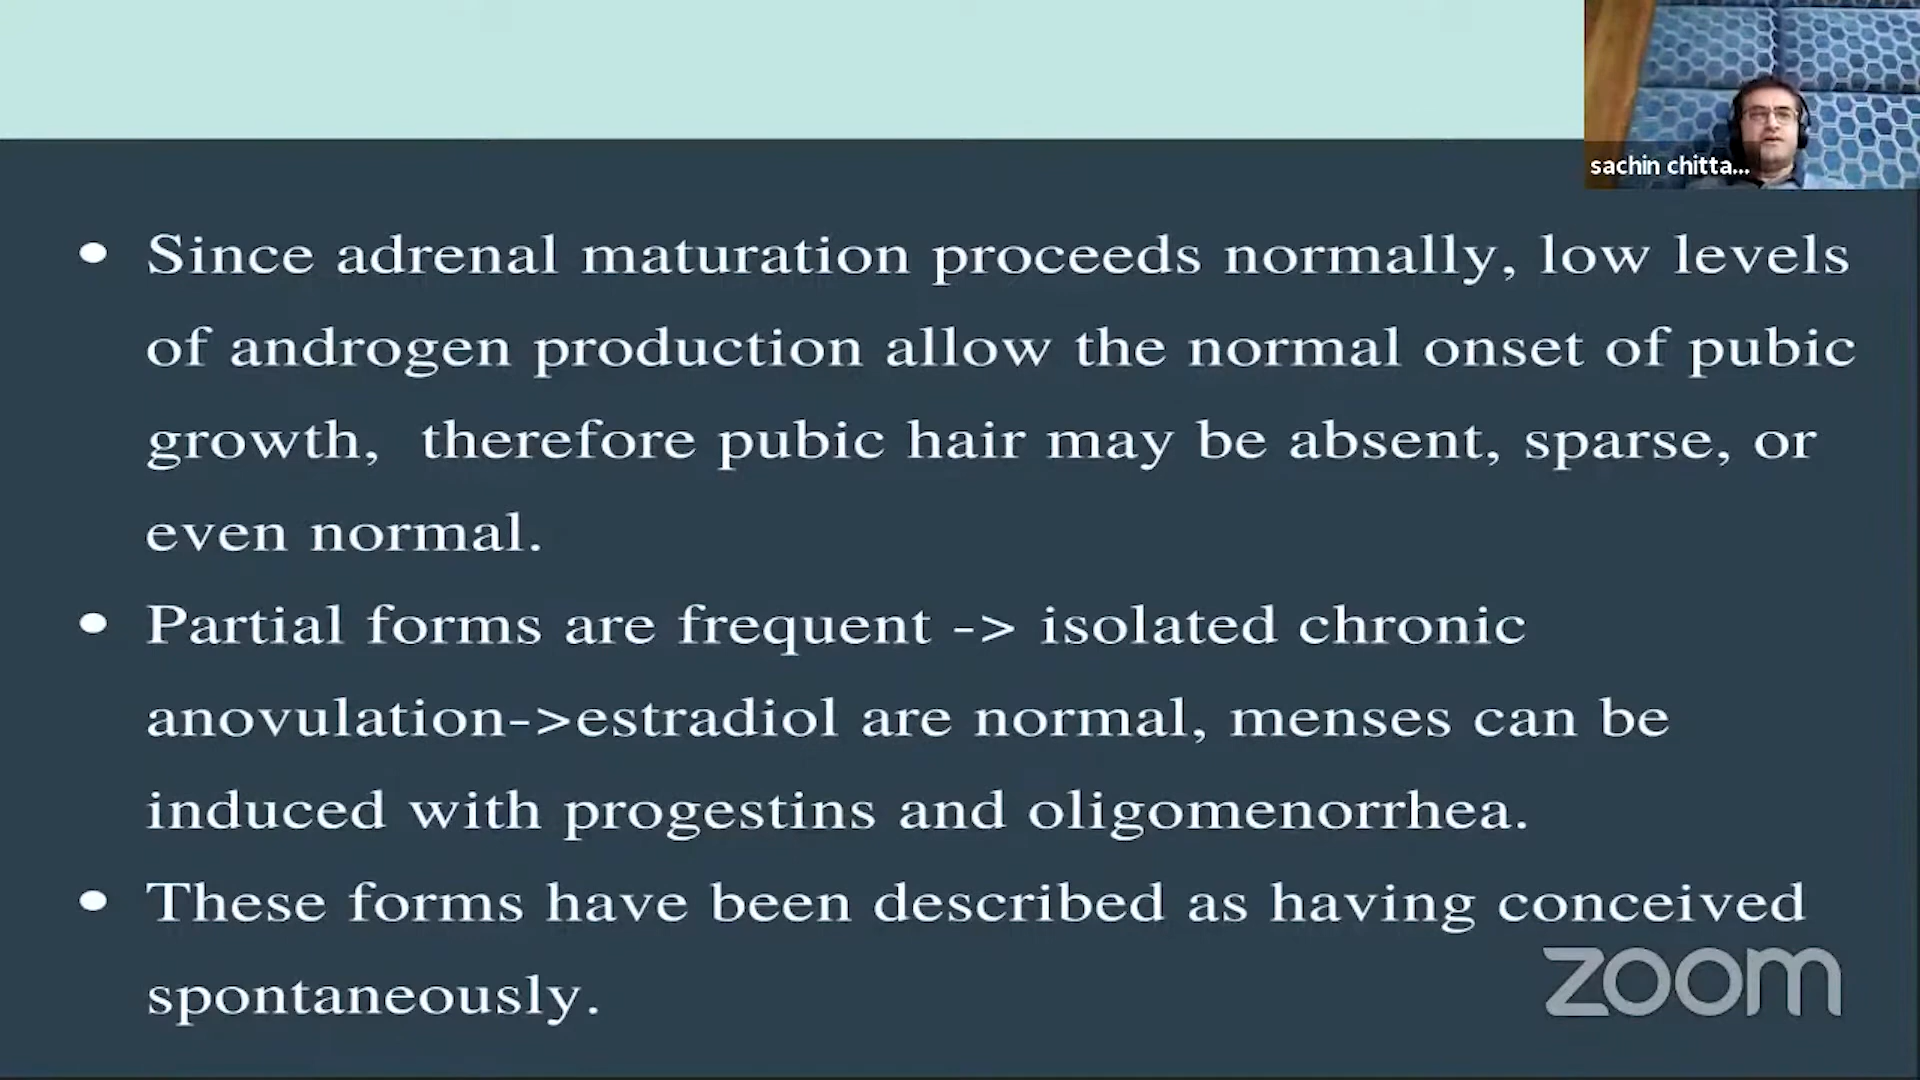 sachin chitta...
• Since adrenal maturation proceeds normally, low levels
of androgen production allow the normal onset of pubic
growth, therefore pubic hair may be absent, sparse, or
even normal.
• Partial forms are frequent -> isolated chronic
anovulation->estradiol are normal, menses can be
induced with progestins and oligomenorrhea.
• These forms have been described as having conceived
spontaneously.
zoom